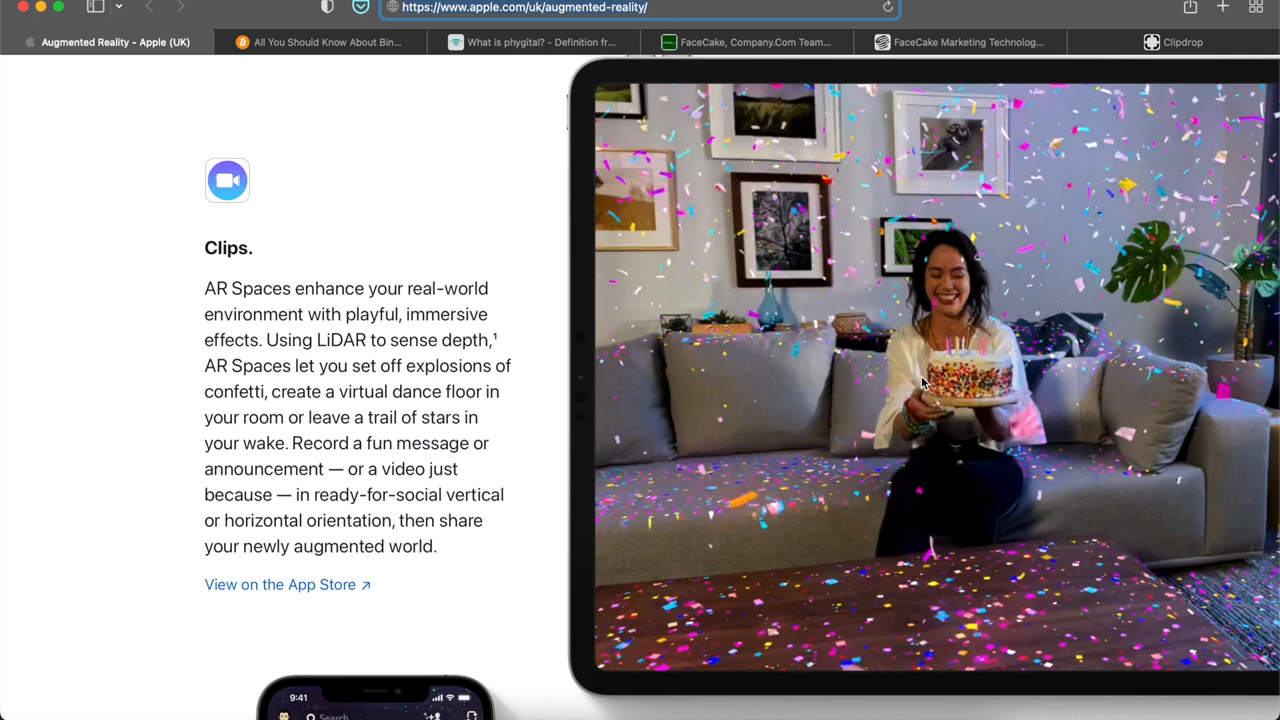 https://www.apple.com/uk/augmented-reality/
Augmented Reality - Apple (UK)
All You Should Know About Bin...
What is phygital? - Definition fr...
FaceCake, Company.Com Team...
FaceCake Marketing Technolog...
Clipdrop
Clips.
AR Spaces enhance your real-world
environment with playful, immersive
effects. Using LiDAR to sense depth,¹
AR Spaces let you set off explosions of
confetti, create a virtual dance floor in
your room or leave a trail of stars in
your wake. Record a fun message or
announcement — or a video just
because — in ready-for-social vertical
or horizontal orientation, then share
your newly augmented world.
View on the App Store ↗
9:41
Search